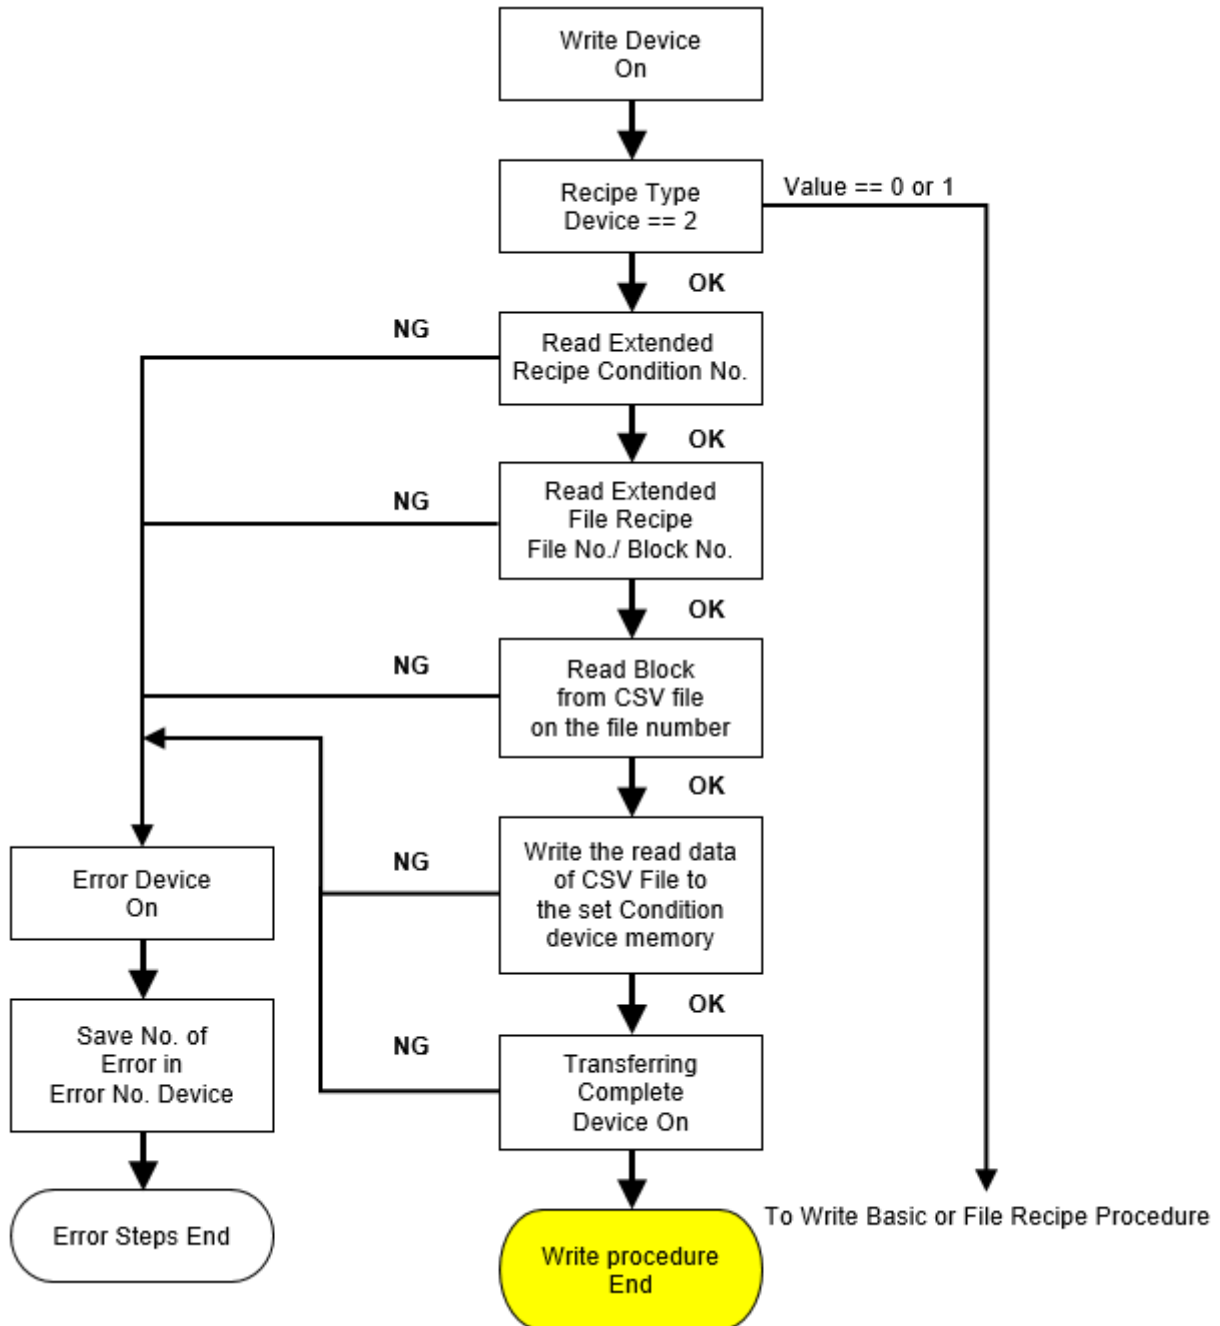 Write Device
On
Recipe Type
Device == 2
Value == 0 or 1
OK
NG
Read Extended
Recipe Condition No.
OK
NG
Read Extended
File Recipe
File No./ Block No.
OK
NG
Read Block
from CSV file
on the file number
OK
NG
Write the read data
of CSV File to
the set Condition
device memory
Error Device
On
OK
NG
Transferring
Complete
Device On
Save No. of
Error in
Error No. Device
Error Steps End
Write procedure
End
To Write Basic or File Recipe Procedure